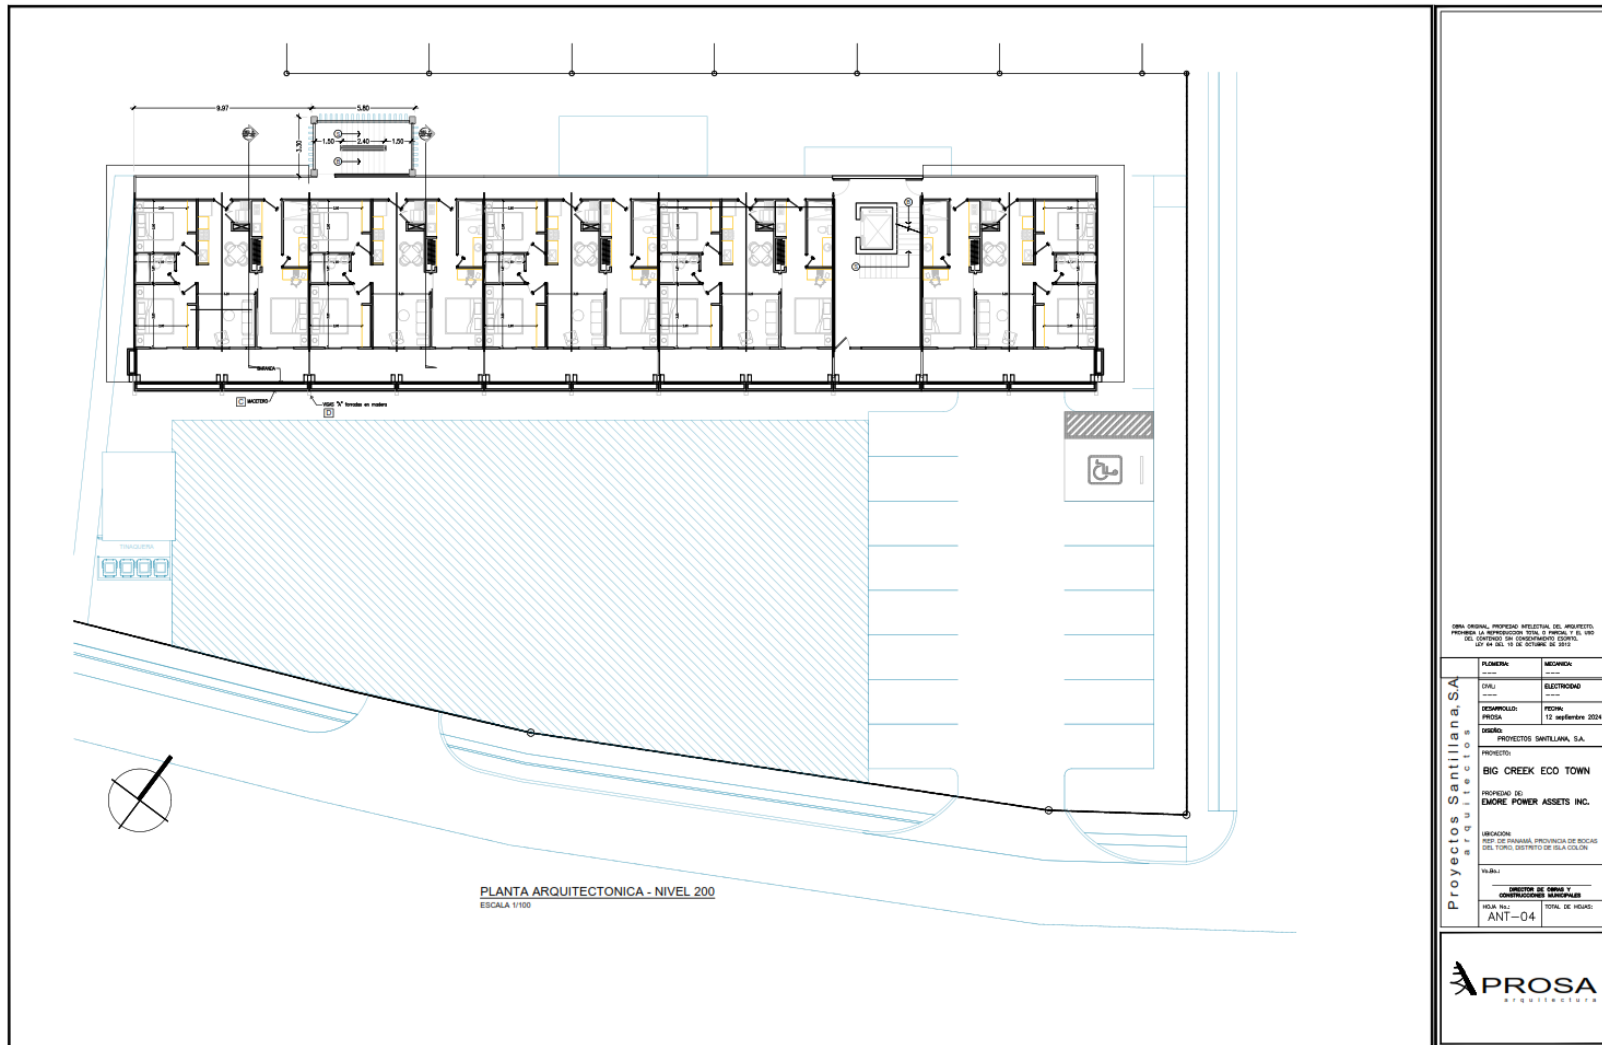 9.97
5.80
3.30
1.50
2.40
1.50
BARANDA
C
MACETERO
VIGAS "A" forradas en madera
D
TINAQUERA
PLANTA ARQUITECTONICA - NIVEL 200
ESCALA 1/100
OBRA ORIGINAL, PROPIEDAD INTELECTUAL DEL ARQUITECTO.
PROHIBIDA LA REPRODUCCION TOTAL O PARCIAL Y EL USO
DEL CONTENIDO SIN CONSENTIMIENTO ESCRITO.
LEY 64 DEL 10 DE OCTUBRE DE 2012
Proyectos Santillana, S.A.
arquitectos
PLOMERIA:
----
MECANICA:
----
CIVIL:
----
ELECTRICIDAD
----
DESARROLLO:
PROSA
FECHA:
12 septiembre 2024
DISEÑO:
PROYECTOS SANTILLANA, S.A.
PROYECTO:
BIG CREEK ECO TOWN
PROPIEDAD DE:
EMORE POWER ASSETS INC.
UBICACION:
REP. DE PANAMÁ, PROVINCIA DE BOCAS
DEL TORO, DISTRITO DE ISLA COLÓN
Vo.Bo.:
DIRECTOR DE OBRAS Y
CONSTRUCCIONES MUNICIPALES
HOJA No.:
ANT-04
TOTAL DE HOJAS:
PROSA
arquitectura